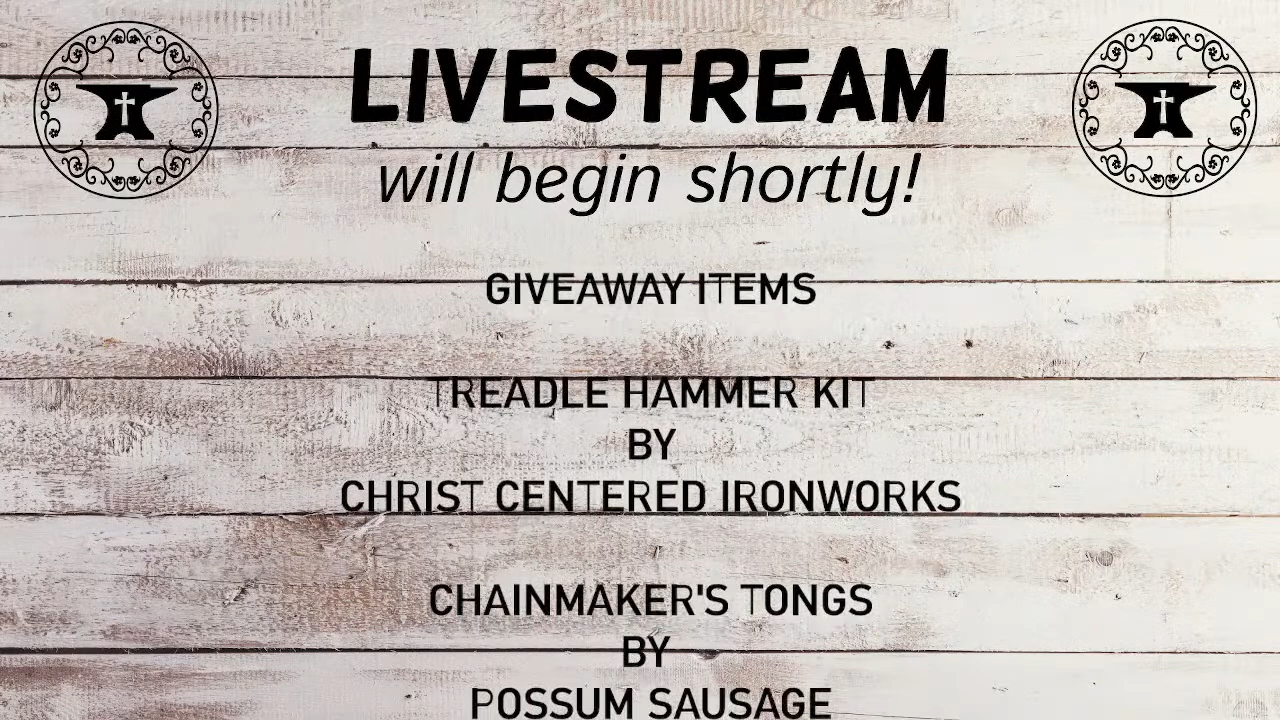 LIVESTREAM
will begin shortly!
GIVEAWAY ITEMS
TREADLE HAMMER KIT
BY
CHRIST CENTERED IRONWORKS
CHAINMAKER'S TONGS
BY
POSSUM SAUSAGE